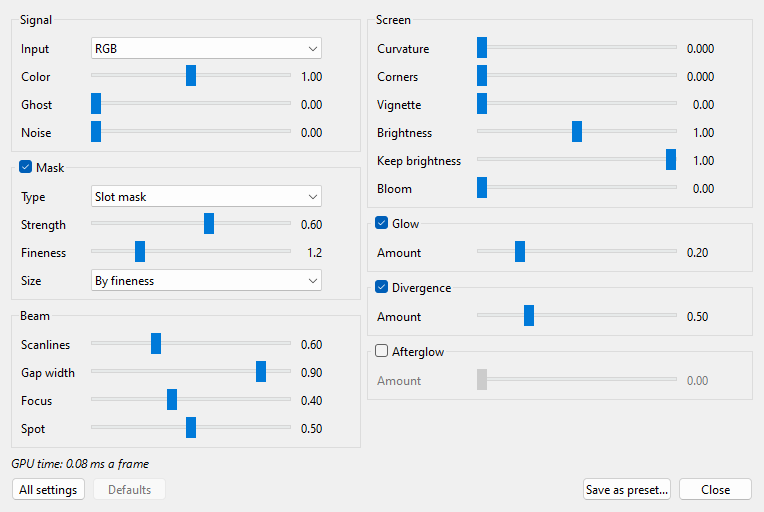 Signal
Input RGB
Color 1.00
Ghost 0.00
Noise 0.00
Mask
Type Slot mask
Strength 0.60
Fineness 1.2
Size By fineness
Beam
Scanlines 0.60
Gap width 0.90
Focus 0.40
Spot 0.50
Screen
Curvature 0.000
Corners 0.000
Vignette 0.00
Brightness 1.00
Keep brightness 1.00
Bloom 0.00
Glow
Amount 0.20
Divergence
Amount 0.50
Afterglow
Amount 0.00
GPU time: 0.08 ms a frame
All settings Defaults Save as preset... Close